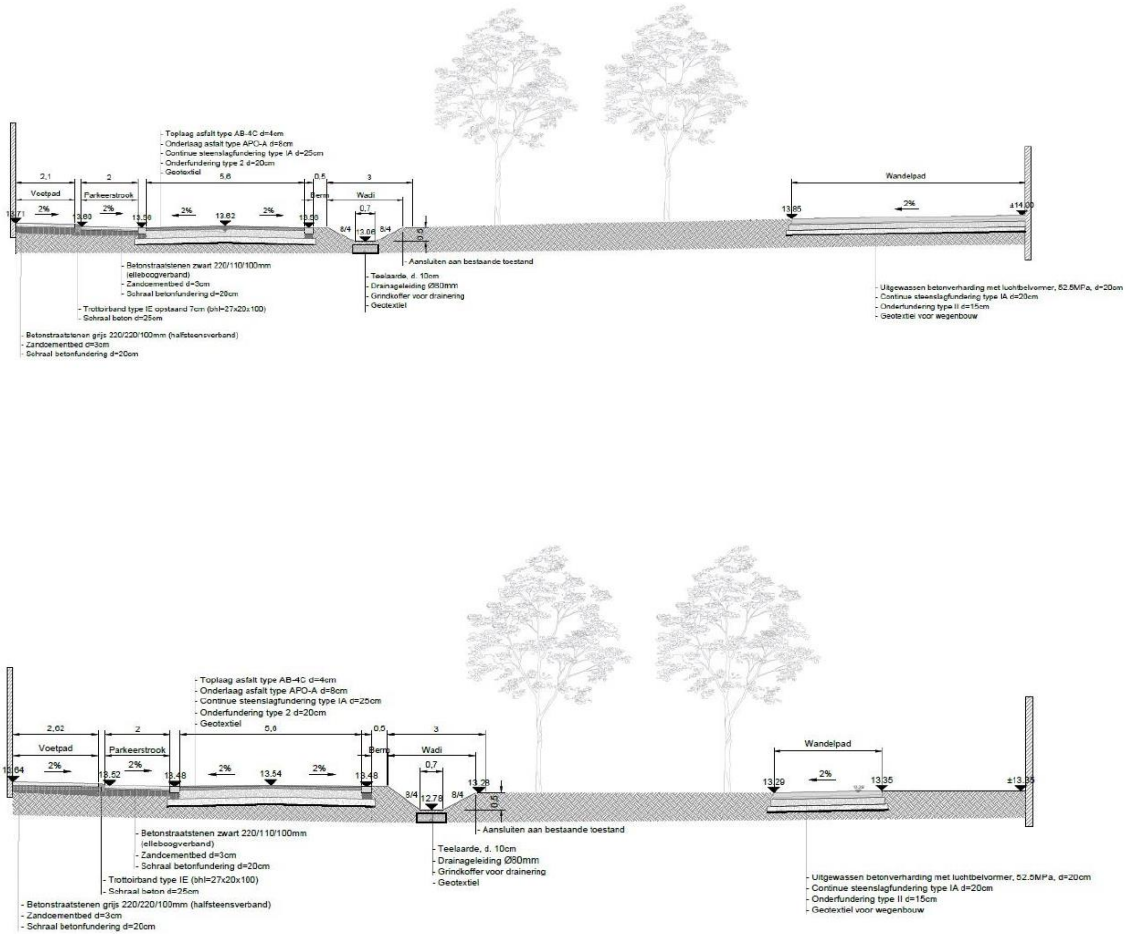 - Toplaag asfalt type AB-4C d=4cm
- Onderlaag asfalt type APO-A d=8cm
- Continue steenslagfundering type IA d=25cm
- Onderfundering type 2 d=20cm
- Geotextiel
2,1 2 5,6 0,5 3 Wandelpad
Voetpad Parkeerstrook Berm Wadi
13.71 2% 13.60 2% 13.56 2% 13.62 2% 13.56 8/4 0,7 8/4 13.06 0,5 13.85 2% ±14.00
- Aansluiten aan bestaande toestand
- Betonstraatstenen zwart 220/110/100mm
(elleboogverband)
- Zandcementbed d=3cm
- Schraal betonfundering d=20cm
- Teelaarde, d. 10cm
- Drainageleiding Ø80mm
- Grindkoffer voor drainering
- Geotextiel
- Uitgewassen betonverharding met luchtbelvormer, 52.5MPa, d=20cm
- Continue steenslagfundering type IA d=20cm
- Onderfundering type II d=15cm
- Geotextiel voor wegenbouw
- Trottoirband type IE opstaand 7cm (bhl=27x20x100)
- Schraal beton d=25cm
- Betonstraatstenen grijs 220/220/100mm (halfsteensverband)
- Zandcementbed d=3cm
- Schraal betonfundering d=20cm
- Toplaag asfalt type AB-4C d=4cm
- Onderlaag asfalt type APO-A d=8cm
- Continue steenslagfundering type IA d=25cm
- Onderfundering type 2 d=20cm
- Geotextiel
2,62 2 5,6 0,5 3
Voetpad Parkeerstrook Berm Wadi Wandelpad
13.64 2% 13.52 2% 13.48 2% 13.54 2% 13.48 8/4 0,7 12.78 8/4 13.28 0,5 13.29 2% 13.35 ±13.35
- Aansluiten aan bestaande toestand
- Betonstraatstenen zwart 220/110/100mm
(elleboogverband)
- Zandcementbed d=3cm
- Schraal betonfundering d=20cm
- Teelaarde, d. 10cm
- Drainageleiding Ø80mm
- Grindkoffer voor drainering
- Geotextiel
- Trottoirband type IE (bhl=27x20x100)
- Schraal beton d=25cm
- Uitgewassen betonverharding met luchtbelvormer, 52.5MPa, d=20cm
- Continue steenslagfundering type IA d=20cm
- Onderfundering type II d=15cm
- Geotextiel voor wegenbouw
- Betonstraatstenen grijs 220/220/100mm (halfsteensverband)
- Zandcementbed d=3cm
- Schraal betonfundering d=20cm